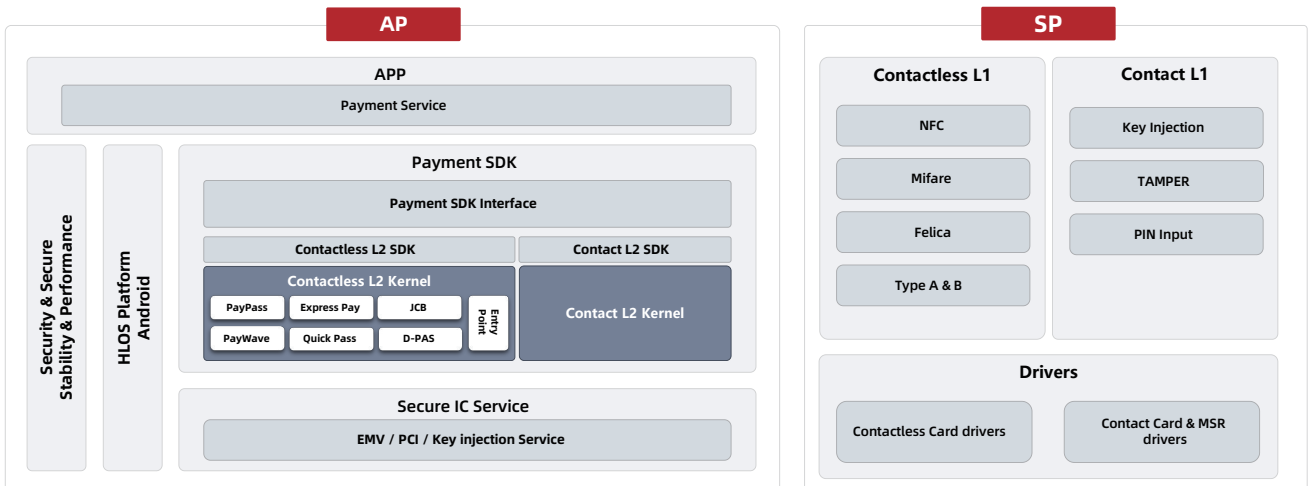 AP
APP
Payment Service
Security & Secure
Stability & Performance
HLOS Platform
Android
Payment SDK
Payment SDK Interface
Contactless L2 SDK
Contact L2 SDK
Contactless L2 Kernel
PayPass
Express Pay
JCB
PayWave
Quick Pass
D-PAS
Entry
Point
Contact L2 Kernel
Secure IC Service
EMV / PCI / Key injection Service
SP
Contactless L1
NFC
Mifare
Felica
Type A & B
Contact L1
Key Injection
TAMPER
PIN Input
Drivers
Contactless Card drivers
Contact Card & MSR
drivers